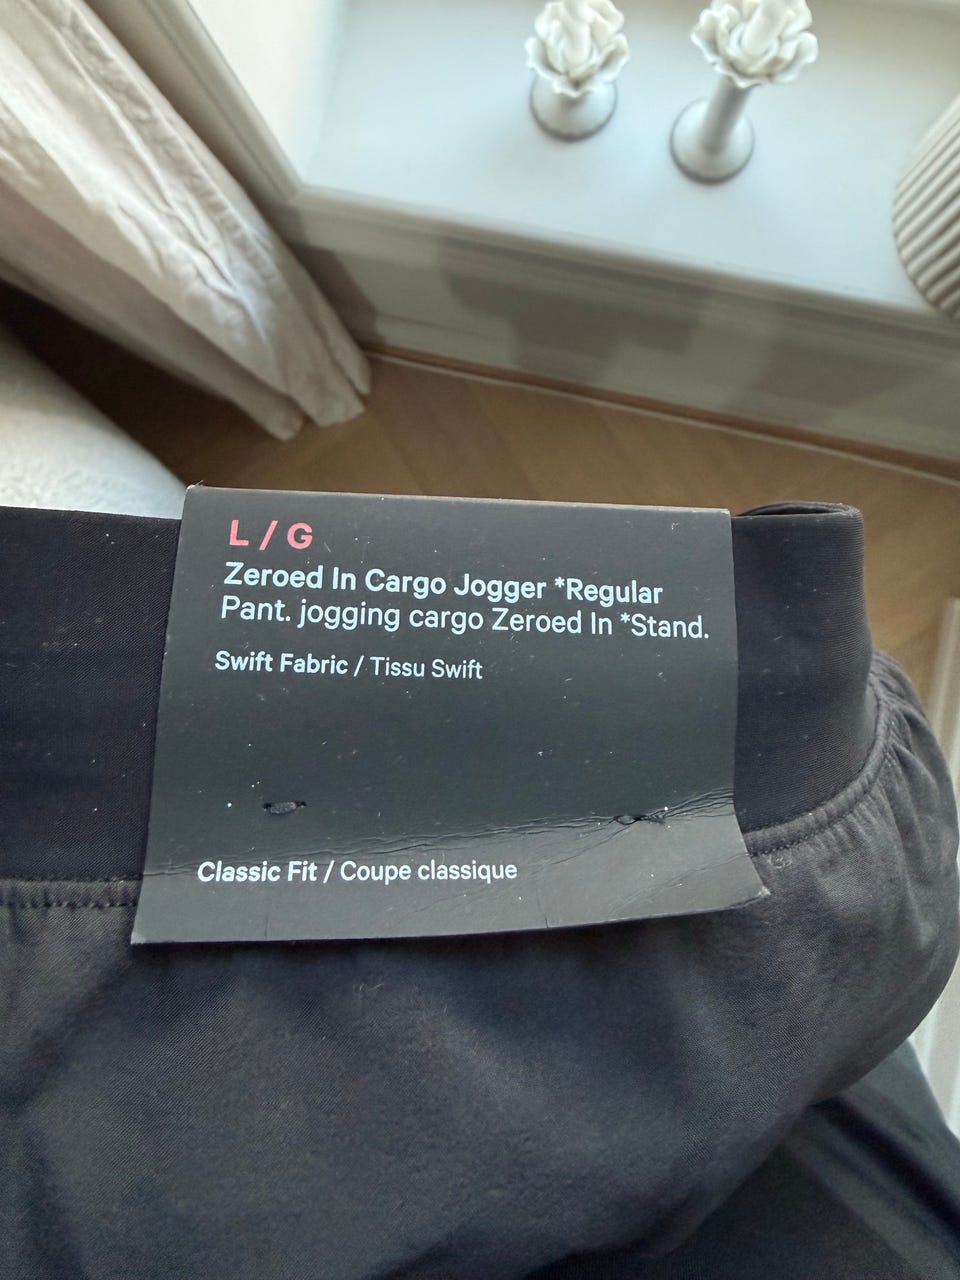 L / G
Zeroed In Cargo Jogger *Regular
Pant. jogging cargo Zeroed In *Stand.
Swift Fabric / Tissu Swift
Classic Fit / Coupe classique